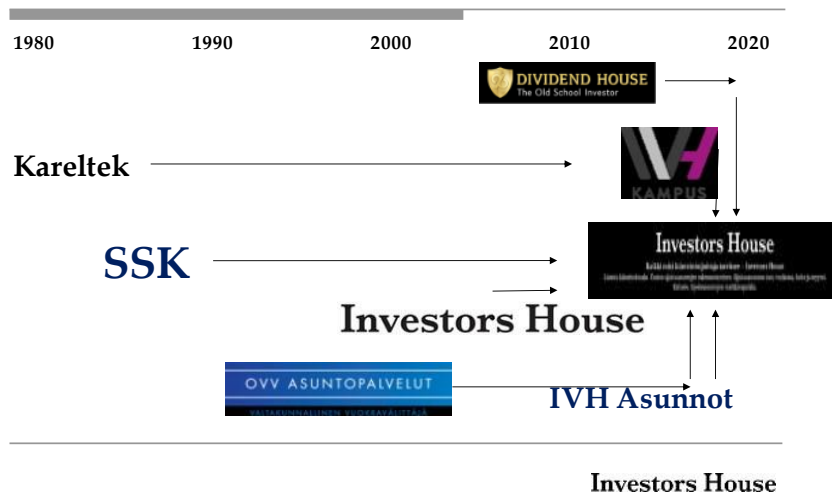 1980 1990 2000 2010 2020
DIVIDEND HOUSE
The Old School Investor
Kareltek
IVH
KAMPUS
SSK
Investors House
Investors House
OVV ASUNTOPALVELUT
VALTAKUNNALLINEN VUOKRAVÄLITTÄJÄ
IVH Asunnot
Investors House